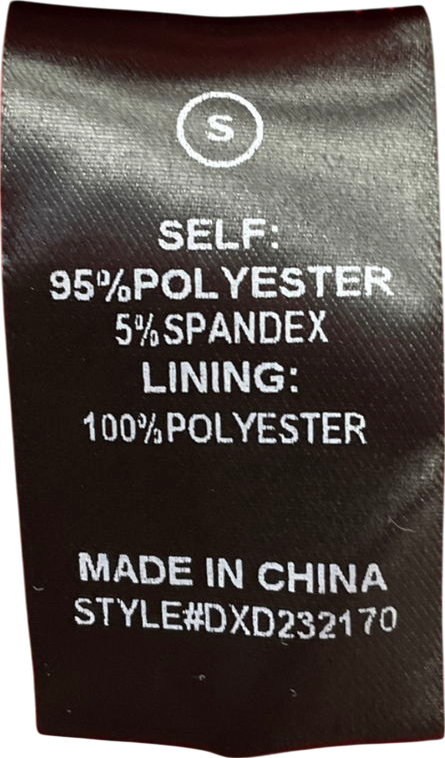 S
SELF:
95%POLYESTER
5%SPANDEX
LINING:
100%POLYESTER
MADE IN CHINA
STYLE#DXD232170